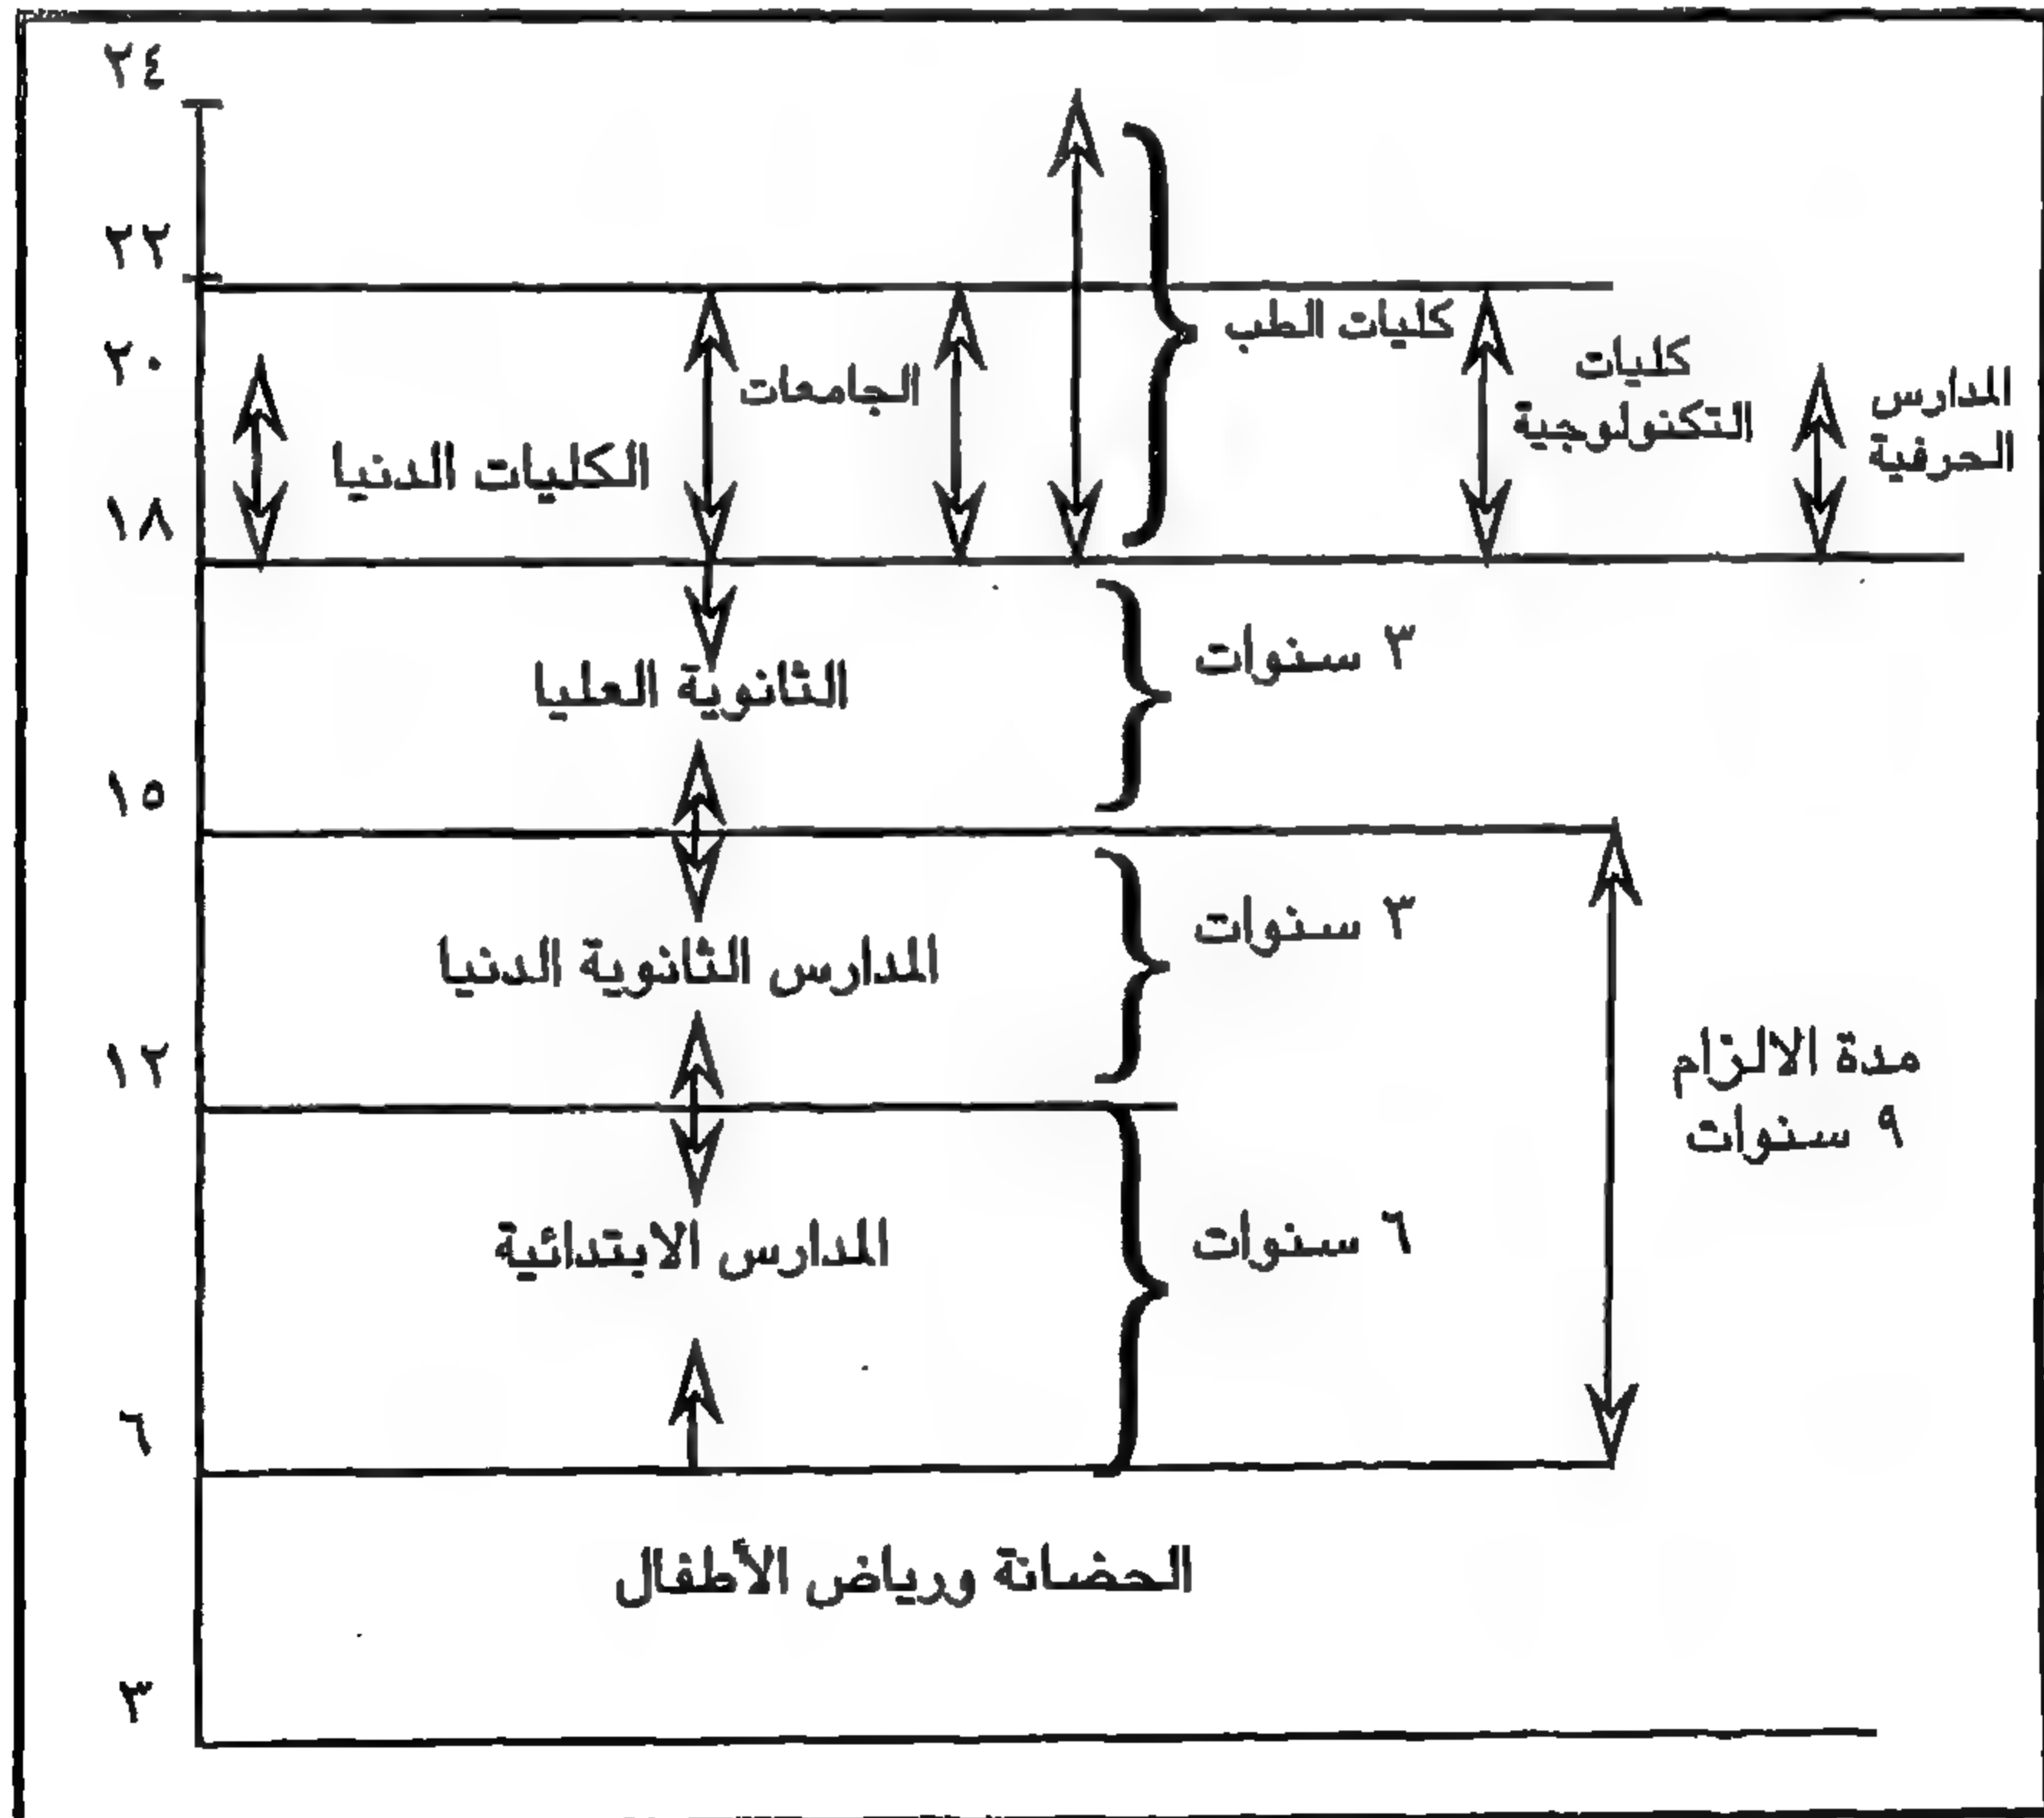 ٢٤
٢٢
كليات الطب
٢٠
المدارس
الحرفية
كليات
التكنولوجية
الجامعات
الكليات الدنيا
١٨
٣ سنوات
الثانوية العليا
١٥
٣ سنوات
المدارس الثانوية الدنيا
١٢
مدة الالزام
٩ سنوات
٦ سنوات
المدارس الابتدائية
٦
الحضانة ورياض الأطفال
٣